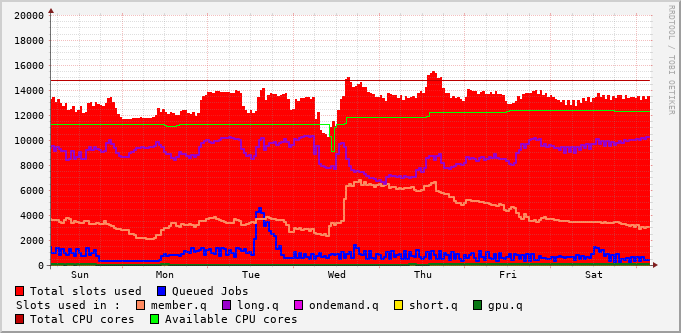 RRDTOOL / TOBI OETIKER
20000
18000
16000
14000
12000
10000
8000
6000
4000
2000
0
Sun Mon Tue Wed Thu Fri Sat
Total slots used Queued Jobs
Slots used in : member.q long.q ondemand.q short.q gpu.q
Total CPU cores Available CPU cores